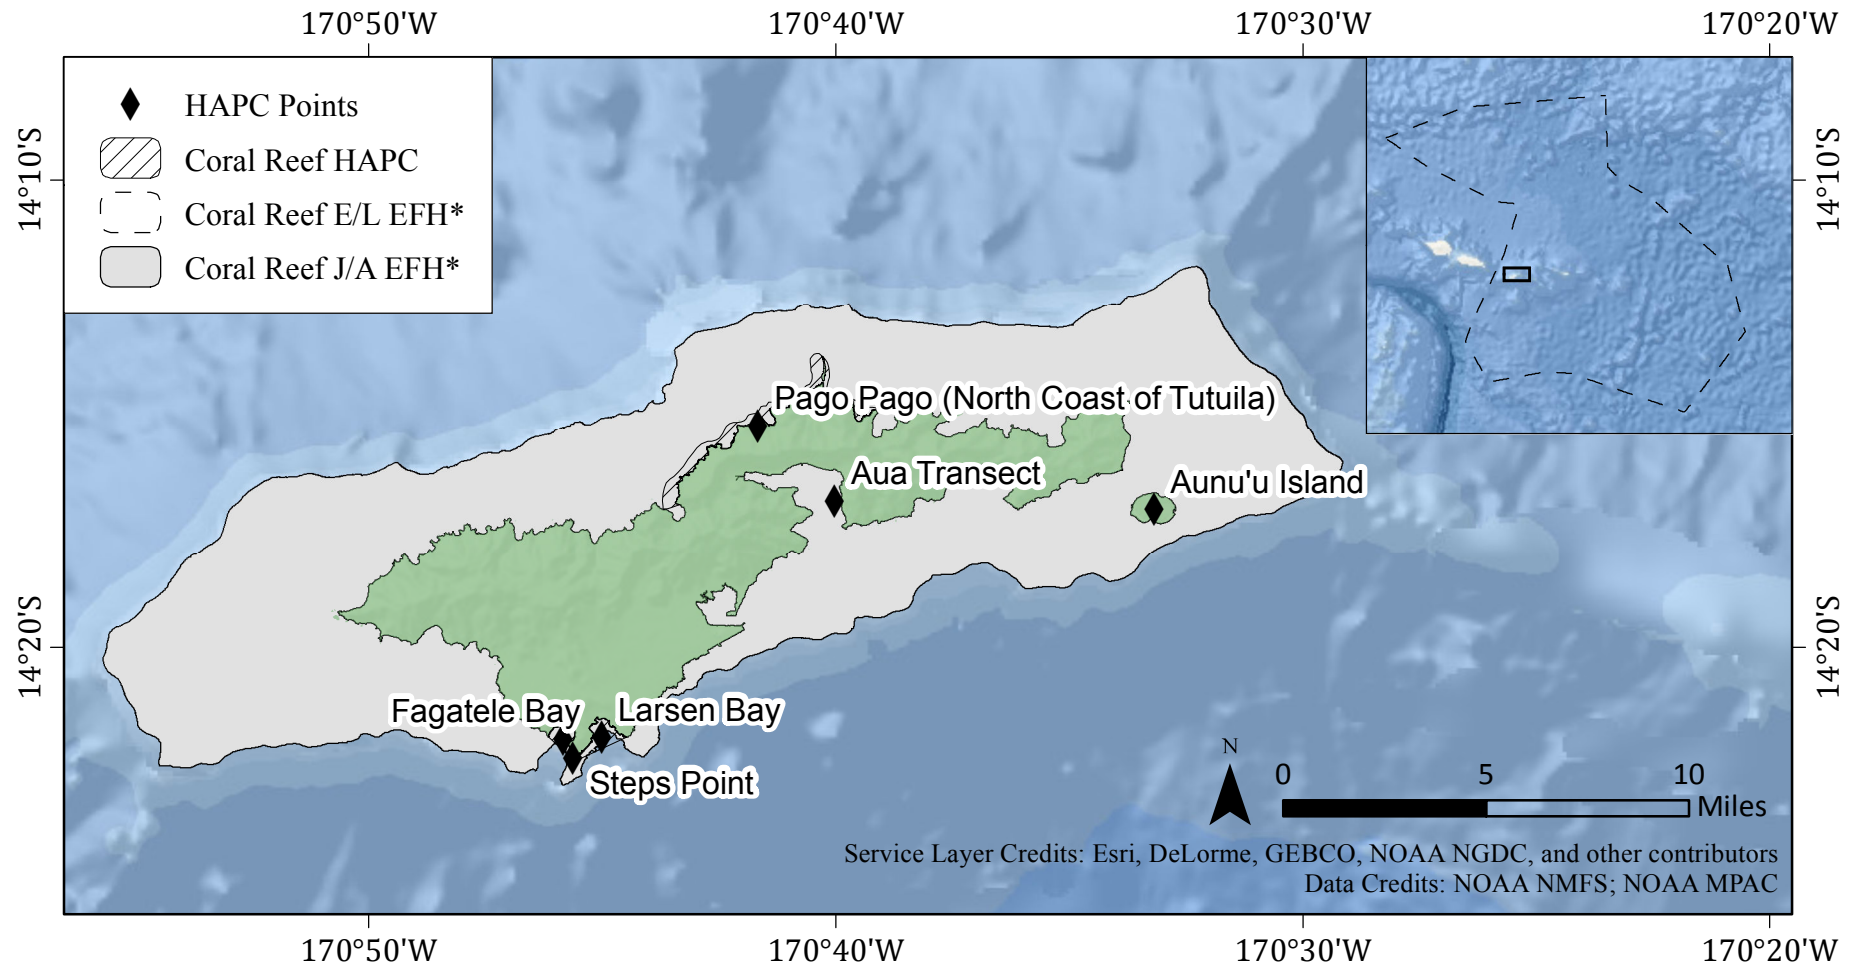 170°50'W
170°40'W
170°30'W
170°20'W
14°10'S
14°10'S
HAPC Points
Coral Reef HAPC
Coral Reef E/L EFH*
Coral Reef J/A EFH*
Pago Pago (North Coast of Tutuila)
Aua Transect
Aunu'u Island
14°20'S
14°20'S
Fagatele Bay
Larsen Bay
Steps Point
N
0 5 10
Miles
Service Layer Credits: Esri, DeLorme, GEBCO, NOAA NGDC, and other contributors
Data Credits: NOAA NMFS; NOAA MPAC
170°50'W
170°40'W
170°30'W
170°20'W